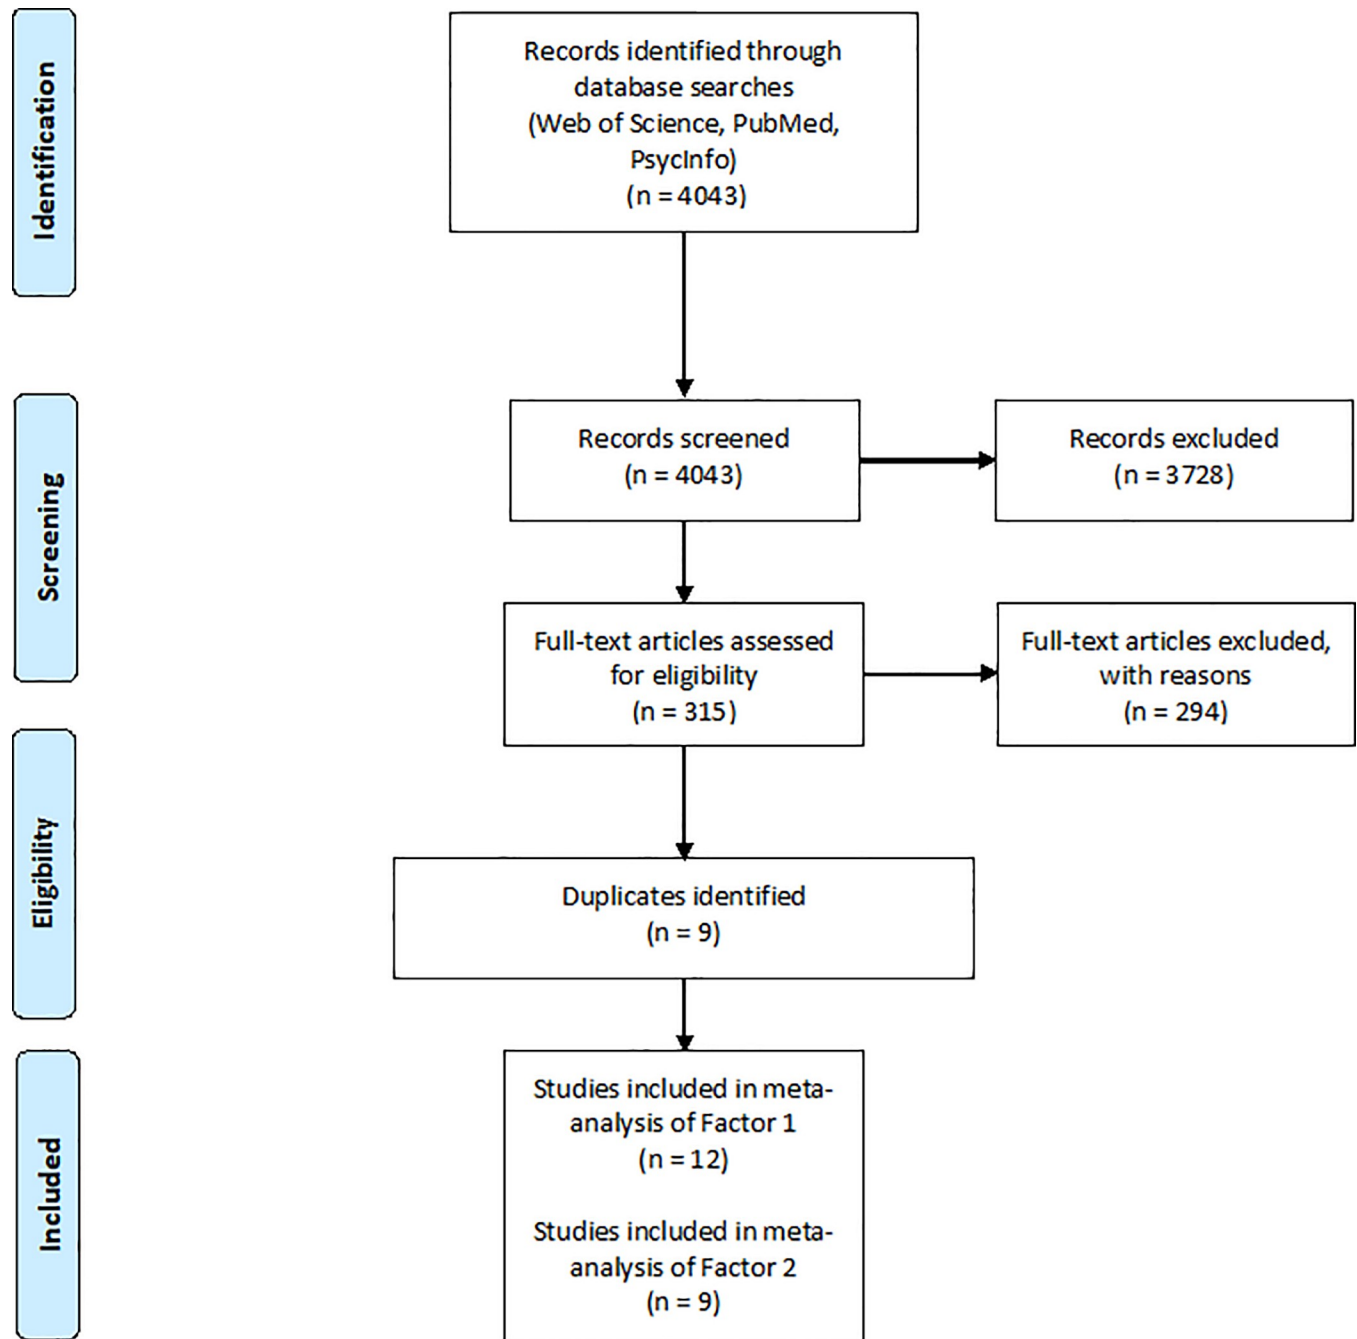 Identification
Records identified through
database searches
(Web of Science, PubMed,
PsycInfo)
(n = 4043)
Screening
Records screened
(n = 4043)
Records excluded
(n = 3728)
Full-text articles assessed
for eligibility
(n = 315)
Full-text articles excluded,
with reasons
(n = 294)
Eligibility
Duplicates identified
(n = 9)
Included
Studies included in meta-
analysis of Factor 1
(n = 12)
Studies included in meta-
analysis of Factor 2
(n = 9)